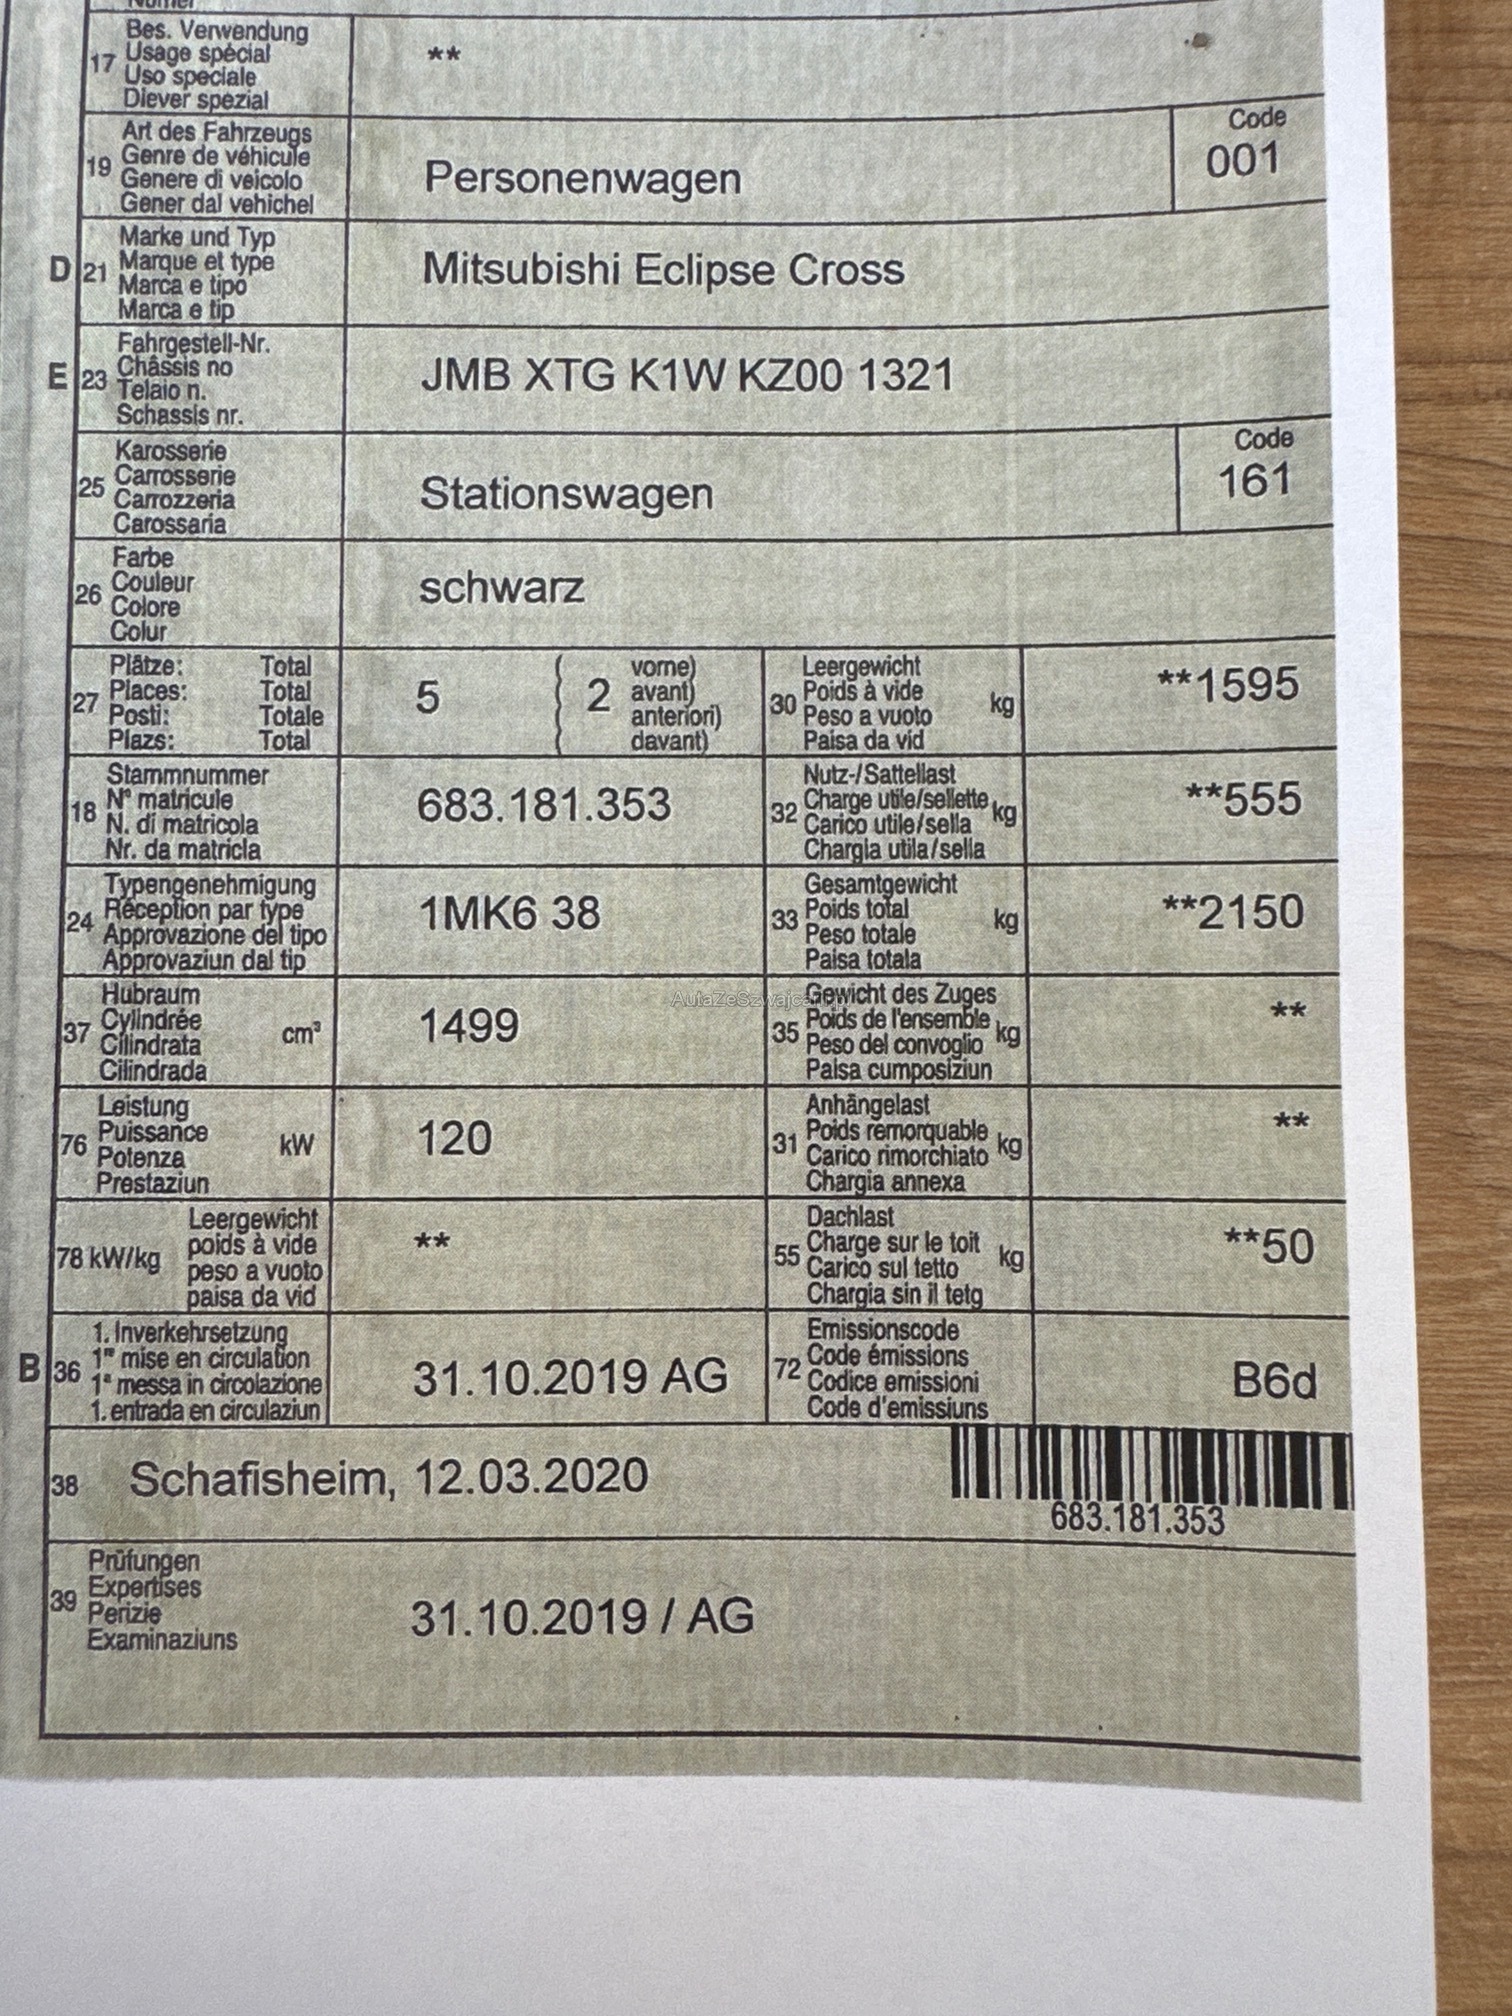 17 Bes. Verwendung
Usage spécial
Uso speciale
Diever spezial
**
19 Art des Fahrzeugs
Genre de véhicule
Genere di veicolo
Gener dal vehichel
Personenwagen
Code
001
D 21 Marke und Typ
Marque et type
Marca e tipo
Marca e tip
Mitsubishi Eclipse Cross
E 23 Fahrgestell-Nr.
Châssis no
Telaio n.
Schassis nr.
JMB XTG K1W KZ00 1321
25 Karosserie
Carrosserie
Carrozzeria
Carossaria
Stationswagen
Code
161
26 Farbe
Couleur
Colore
Colur
schwarz
27 Plätze: Total
Places: Total
Posti: Totale
Plazs: Total
5 ( 2 vorne)
( avant)
( anteriori)
( davant)
30 Leergewicht
Poids à vide kg
Peso a vuoto
Paisa da vid
**1595
18 Stammnummer
N° matricule
N. di matricola
Nr. da matricla
683.181.353
32 Nutz-/Sattellast
Charge utile/sellette kg
Carico utile/sella
Chargia utila/sella
**555
24 Typengenehmigung
Réception par type
Approvazione del tipo
Approvaziun dal tip
1MK6 38
33 Gesamtgewicht
Poids total kg
Peso totale
Paisa totala
**2150
37 Hubraum
Cylindrée cm³
Cilindrata
Cilindrada
1499
35 Gewicht des Zuges
Poids de l'ensemble kg
Peso del convoglio
Paisa cumposiziun
**
76 Leistung
Puissance kW
Potenza
Prestaziun
120
31 Anhängelast
Poids remorquable kg
Carico rimorchiato
Chargia annexa
**
78 kW/kg Leergewicht
poids à vide
peso a vuoto
paisa da vid
**
55 Dachlast
Charge sur le toit kg
Carico sul tetto
Chargia sin il tetg
**50
B 36 1. Inverkehrsetzung
1re mise en circulation
1a messa in circolazione
1. entrada en circulaziun
31.10.2019 AG
72 Emissionscode
Code émissions
Codice emissioni
Code d'emissiuns
B6d
38 Schafisheim, 12.03.2020
683.181.353
39 Prüfungen
Expertises
Perizie
Examinaziuns
31.10.2019 / AG